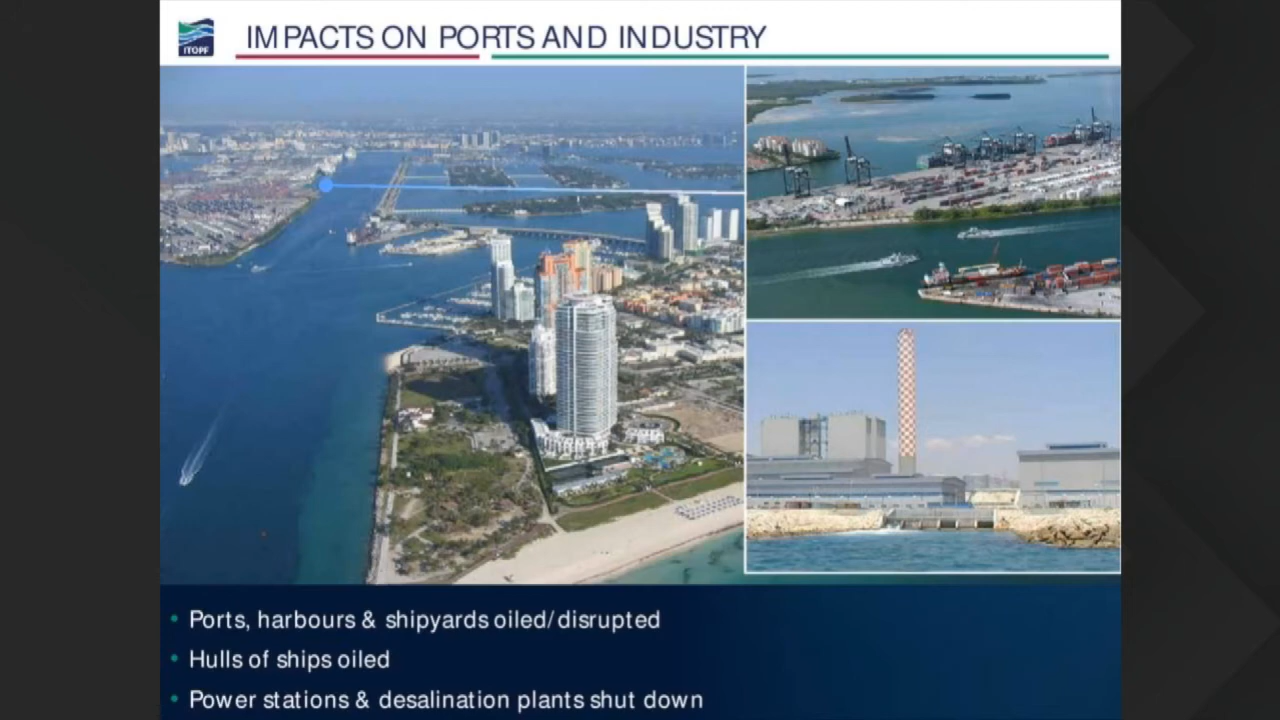 ITOPF
IMPACTS ON PORTS AND INDUSTRY
• Ports, harbours & shipyards oiled/disrupted
• Hulls of ships oiled
• Power stations & desalination plants shut down